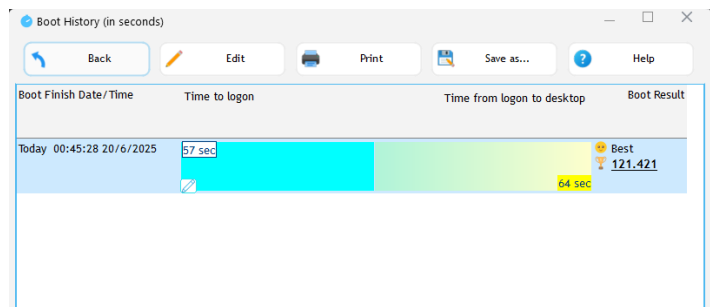 Boot History (in seconds)
Back Edit Print Save as... Help
Boot Finish Date/Time Time to logon Time from logon to desktop Boot Result
Today 00:45:28 20/6/2025 57 sec Best
121.421
64 sec